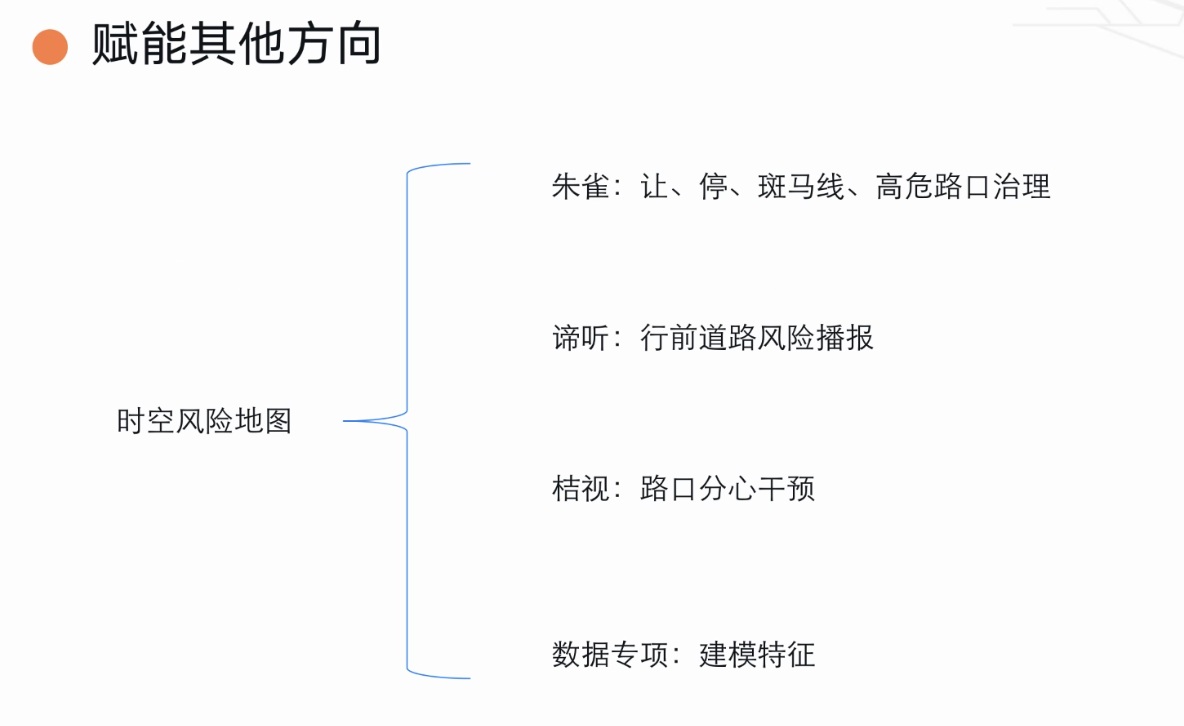 赋能其他方向
朱雀：让、停、斑马线、高危路口治理
谛听：行前道路风险播报
时空风险地图
桔视：路口分心干预
数据专项：建模特征